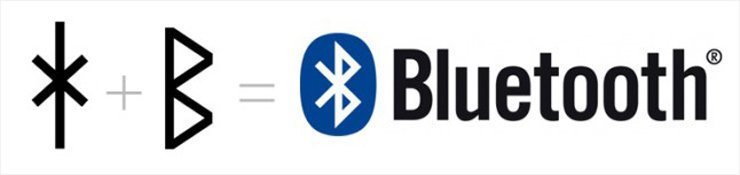 ᚼ + ᛒ = Bluetooth®